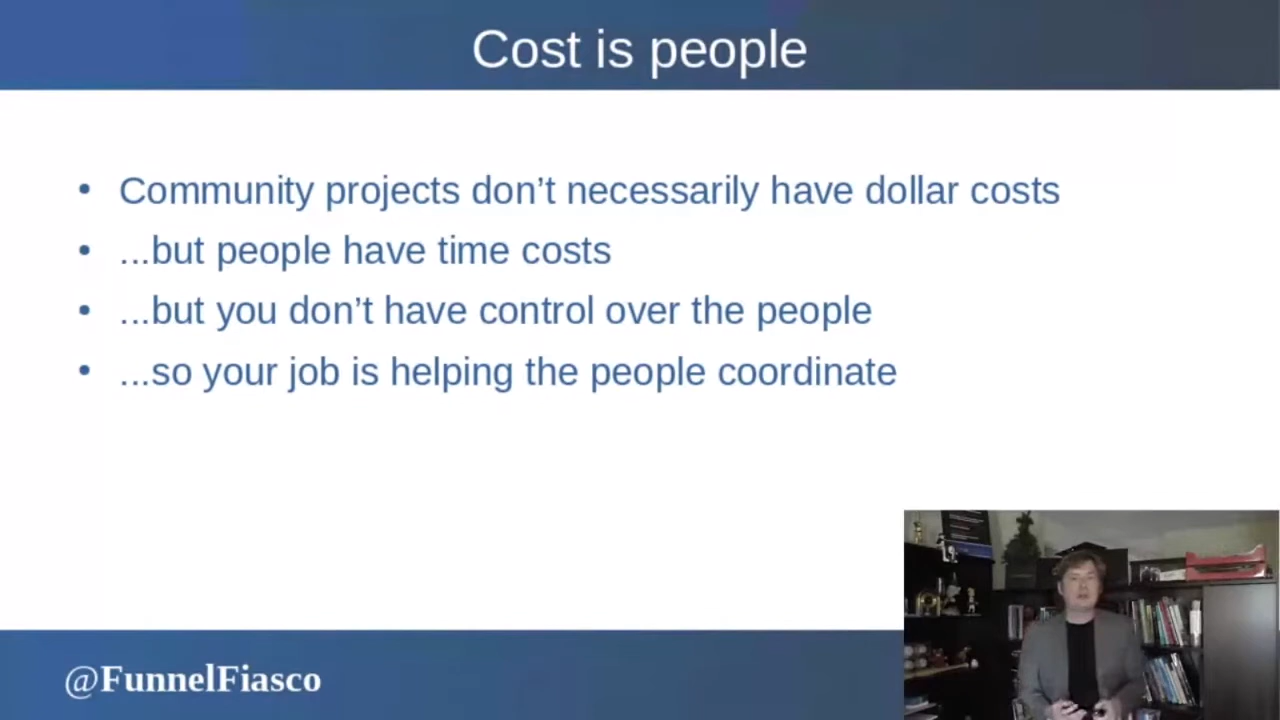 Cost is people
• Community projects don’t necessarily have dollar costs
• ...but people have time costs
• ...but you don’t have control over the people
• ...so your job is helping the people coordinate
@FunnelFiasco